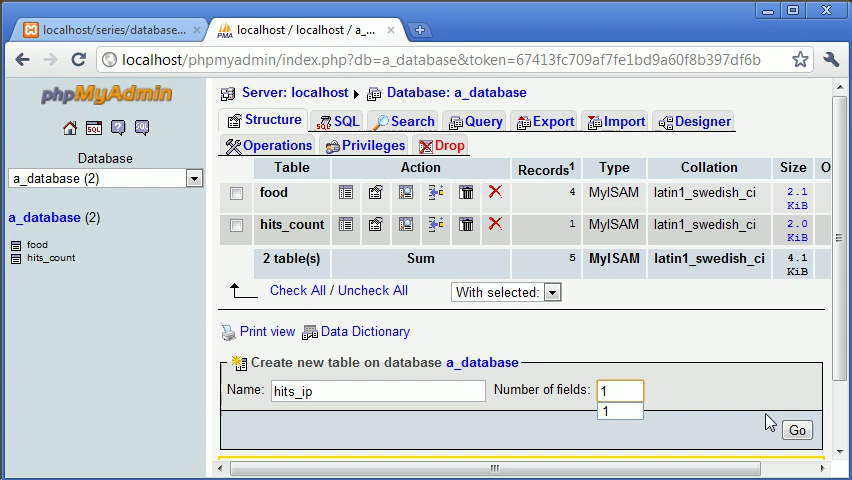 localhost/series/database...
localhost / localhost / a_...
localhost/phpmyadmin/index.php?db=a_database&token=67413fc709af7fe1bd9a60f8b397df6b
phpMyAdmin
SQL
Database
a_database (2)
a_database (2)
food
hits_count
Server: localhost Database: a_database
Structure SQL Search Query Export Import Designer
Operations Privileges Drop
Table Action Records1 Type Collation Size O
food 4 MyISAM latin1_swedish_ci 2.1 KiB
hits_count 1 MyISAM latin1_swedish_ci 2.0 KiB
2 table(s) Sum 5 MyISAM latin1_swedish_ci 4.1 KiB
Check All / Uncheck All With selected:
Print view Data Dictionary
Create new table on database a_database
Name: hits_ip Number of fields: 1
1
Go